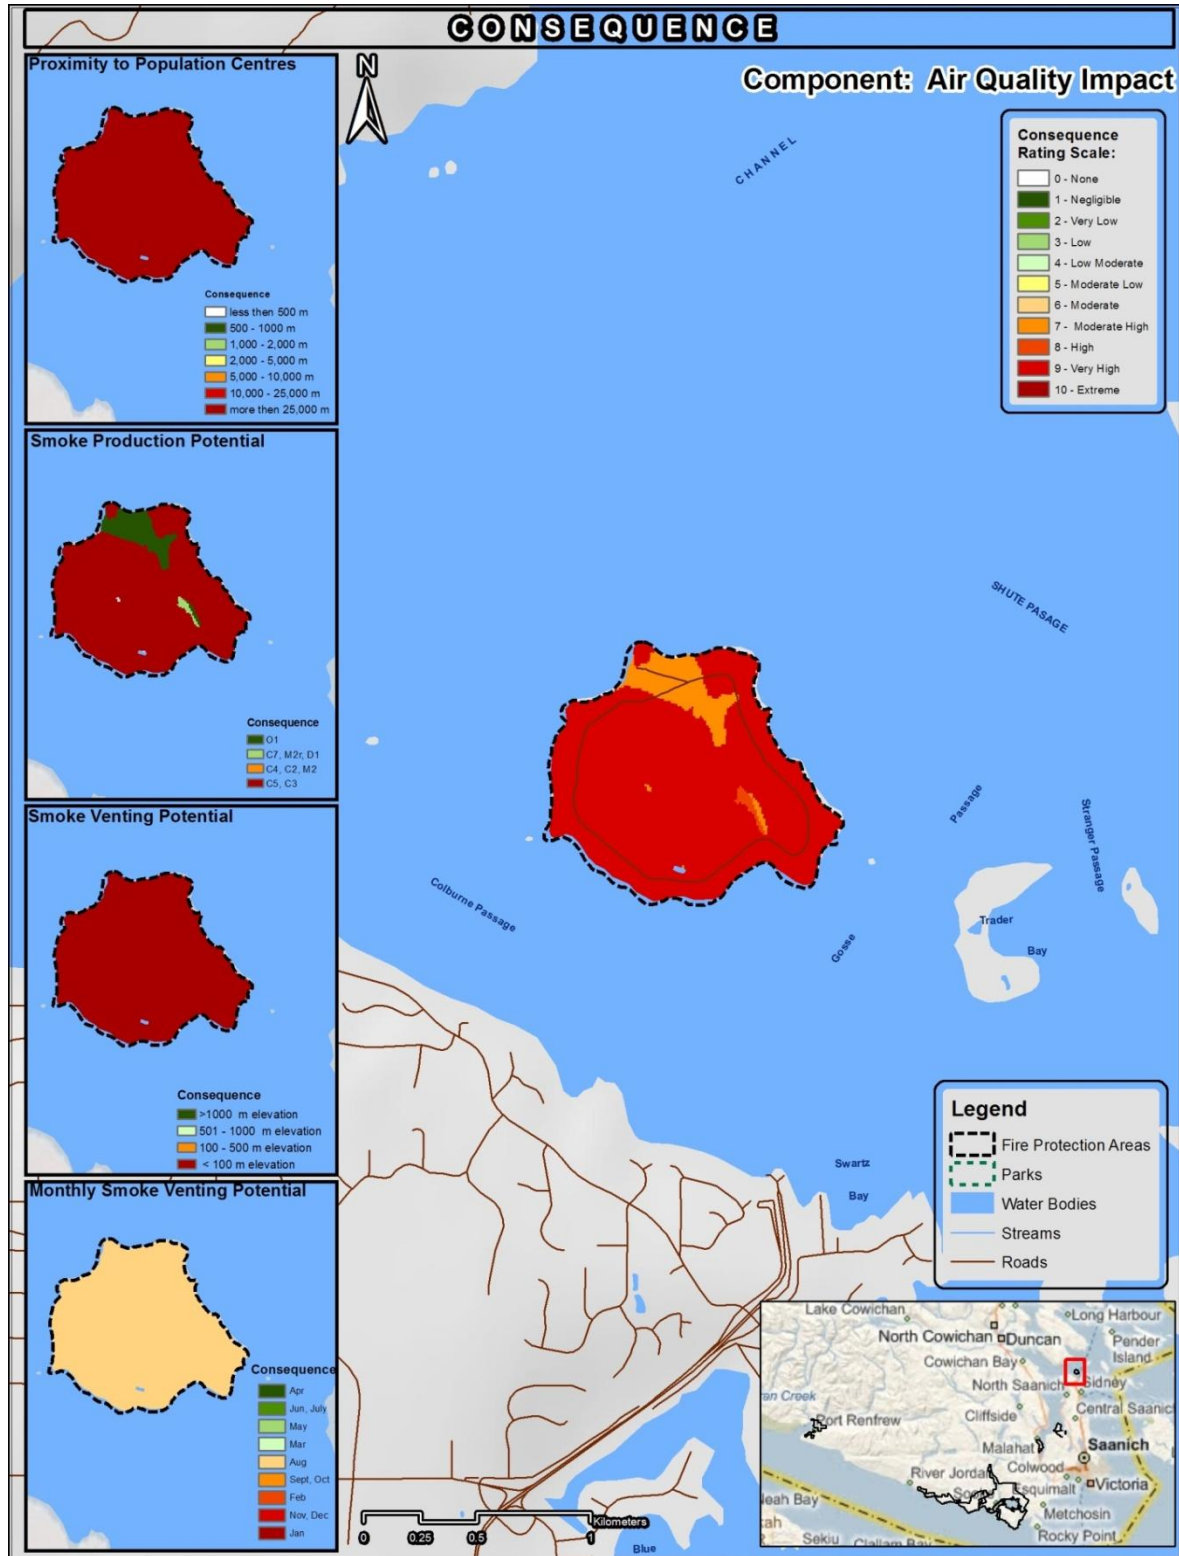 CONSEQUENCE
Proximity to Population Centres
Consequence
less then 500 m
500 - 1000 m
1,000 - 2,000 m
2,000 - 5,000 m
5,000 - 10,000 m
10,000 - 25,000 m
more then 25,000 m
Smoke Production Potential
Consequence
O1
C7, M2r, D1
C4, C2, M2
C5, C3
Smoke Venting Potential
Consequence
>1000 m elevation
501 - 1000 m elevation
100 - 500 m elevation
< 100 m elevation
Monthly Smoke Venting Potential
Consequence
Apr
Jun, July
May
Mar
Aug
Sept, Oct
Feb
Nov, Dec
Jan
N
Component: Air Quality Impact
Consequence
Rating Scale:
0 - None
1 - Negligible
2 - Very Low
3 - Low
4 - Low Moderate
5 - Moderate Low
6 - Moderate
7 - Moderate High
8 - High
9 - Very High
10 - Extreme
CHANNEL
SHUTE PASAGE
Passage
Stranger Passage
Colburne Passage
Gosse
Trader
Bay
Swartz
Bay
Legend
Fire Protection Areas
Parks
Water Bodies
Streams
Roads
Kilometers
0 0.25 0.5 1
Blue
Lake Cowichan
Long Harbour
North Cowichan
Duncan
Pender
Island
Cowichan Bay
North Saanich
Sidney
Cliffside
Central Saanich
Port Renfrew
Malahat
Saanich
Colwood
River Jordan
Esquimalt
Victoria
Metchosin
Neah Bay
Rocky Point
Sekiu
Clallam Bay